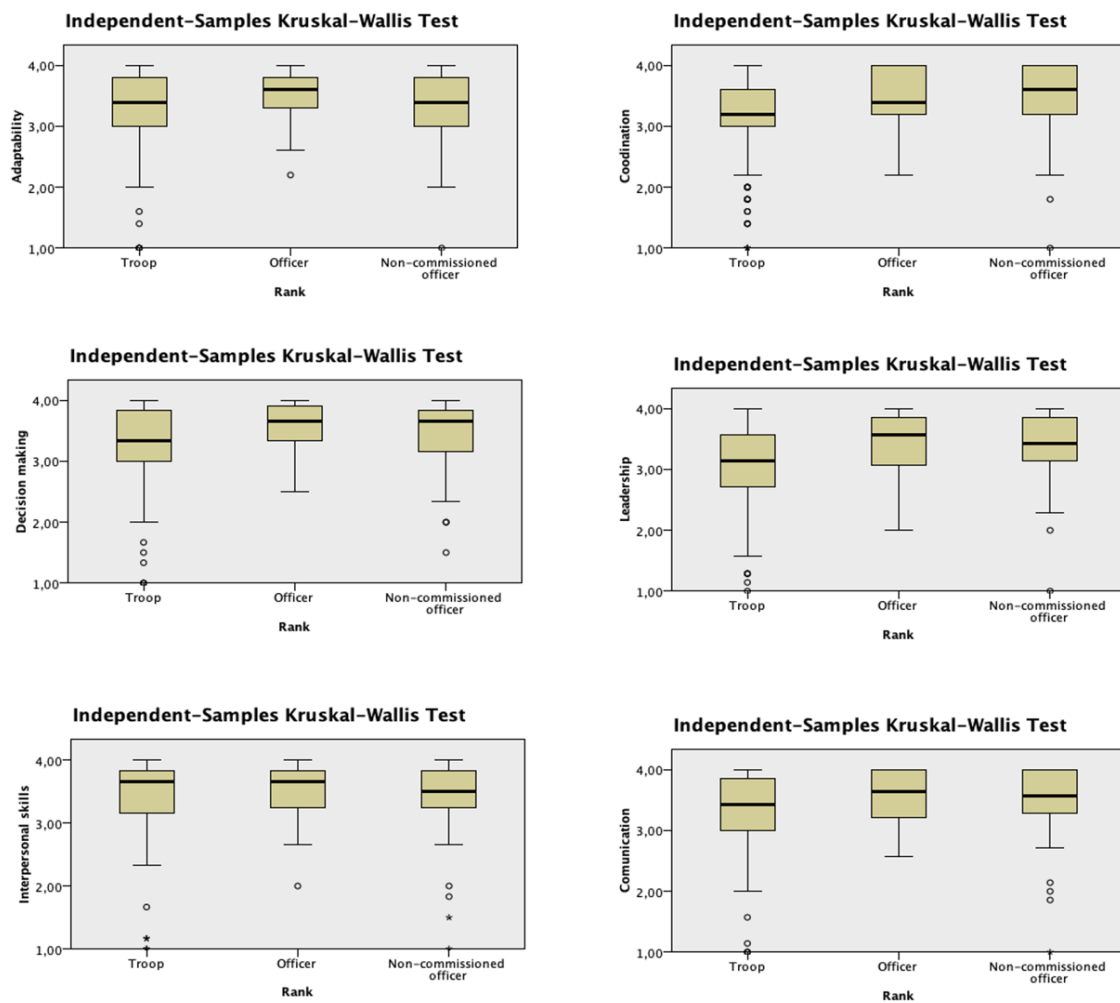 Independent-Samples Kruskal-Wallis Test
4,00
3,00
2,00
1,00
Adaptability
Troop
Officer
Non-commissioned
officer
Rank
Independent-Samples Kruskal-Wallis Test
4,00
3,00
2,00
1,00
Coodination
Troop
Officer
Non-commissioned
officer
Rank
Independent-Samples Kruskal-Wallis Test
4,00
3,00
2,00
1,00
Decision making
Troop
Officer
Non-commissioned
officer
Rank
Independent-Samples Kruskal-Wallis Test
4,00
3,00
2,00
1,00
Leadership
Troop
Officer
Non-commissioned
officer
Rank
Independent-Samples Kruskal-Wallis Test
4,00
3,00
2,00
1,00
Interpersonal skills
Troop
Officer
Non-commissioned
officer
Rank
Independent-Samples Kruskal-Wallis Test
4,00
3,00
2,00
1,00
Comunication
Troop
Officer
Non-commissioned
officer
Rank